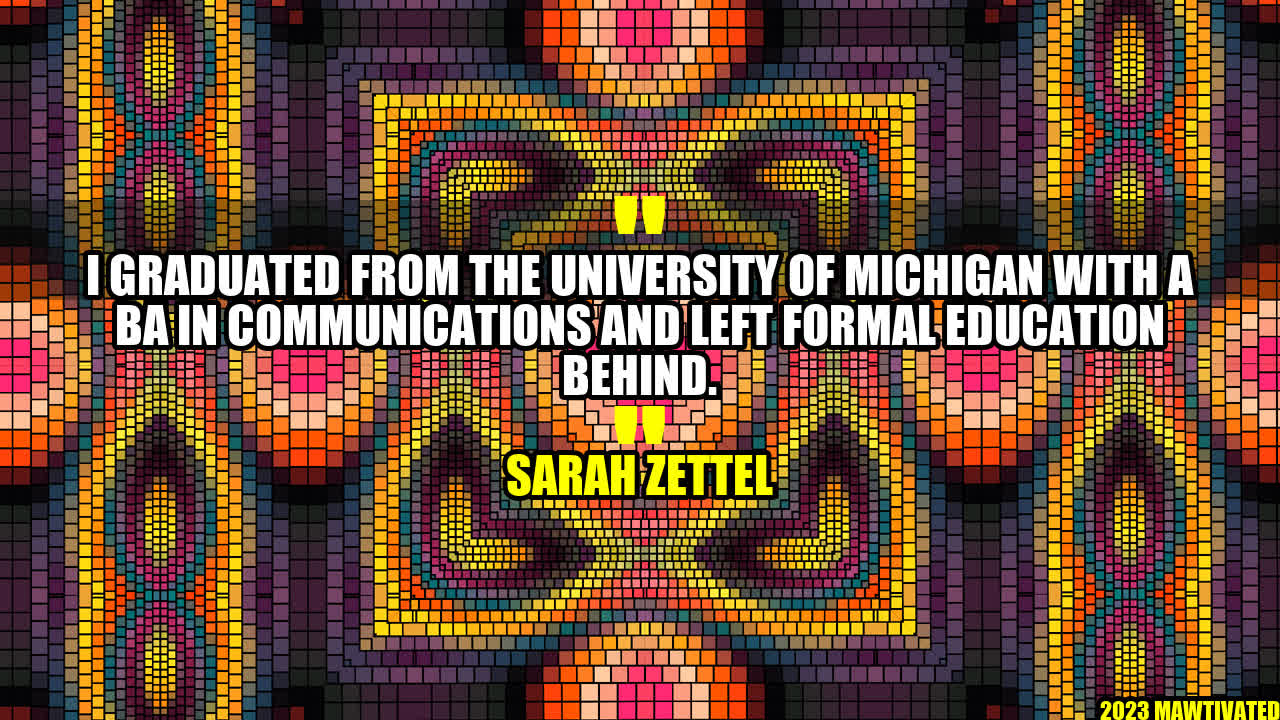 "
I GRADUATED FROM THE UNIVERSITY OF MICHIGAN WITH A
BA IN COMMUNICATIONS AND LEFT FORMAL EDUCATION
BEHIND.
"
SARAH ZETTEL
2023 MAWTIVATED